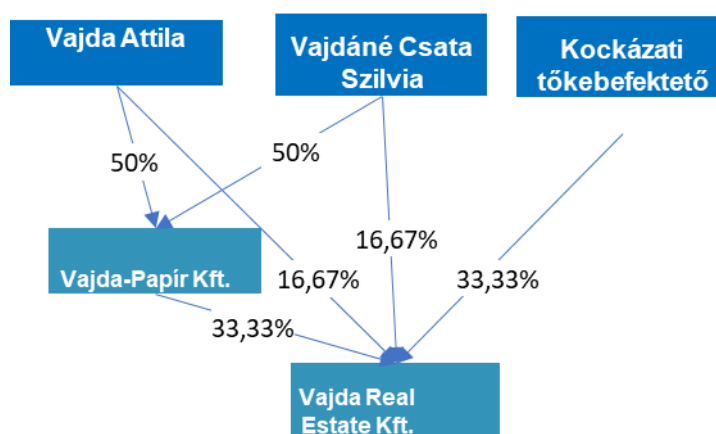 Vajda Attila
Vajdáné Csata
Szilvia
Kockázati
tőkebefektető
50%
50%
16,67%
Vajda-Papír Kft.
16,67%
33,33%
33,33%
Vajda Real
Estate Kft.